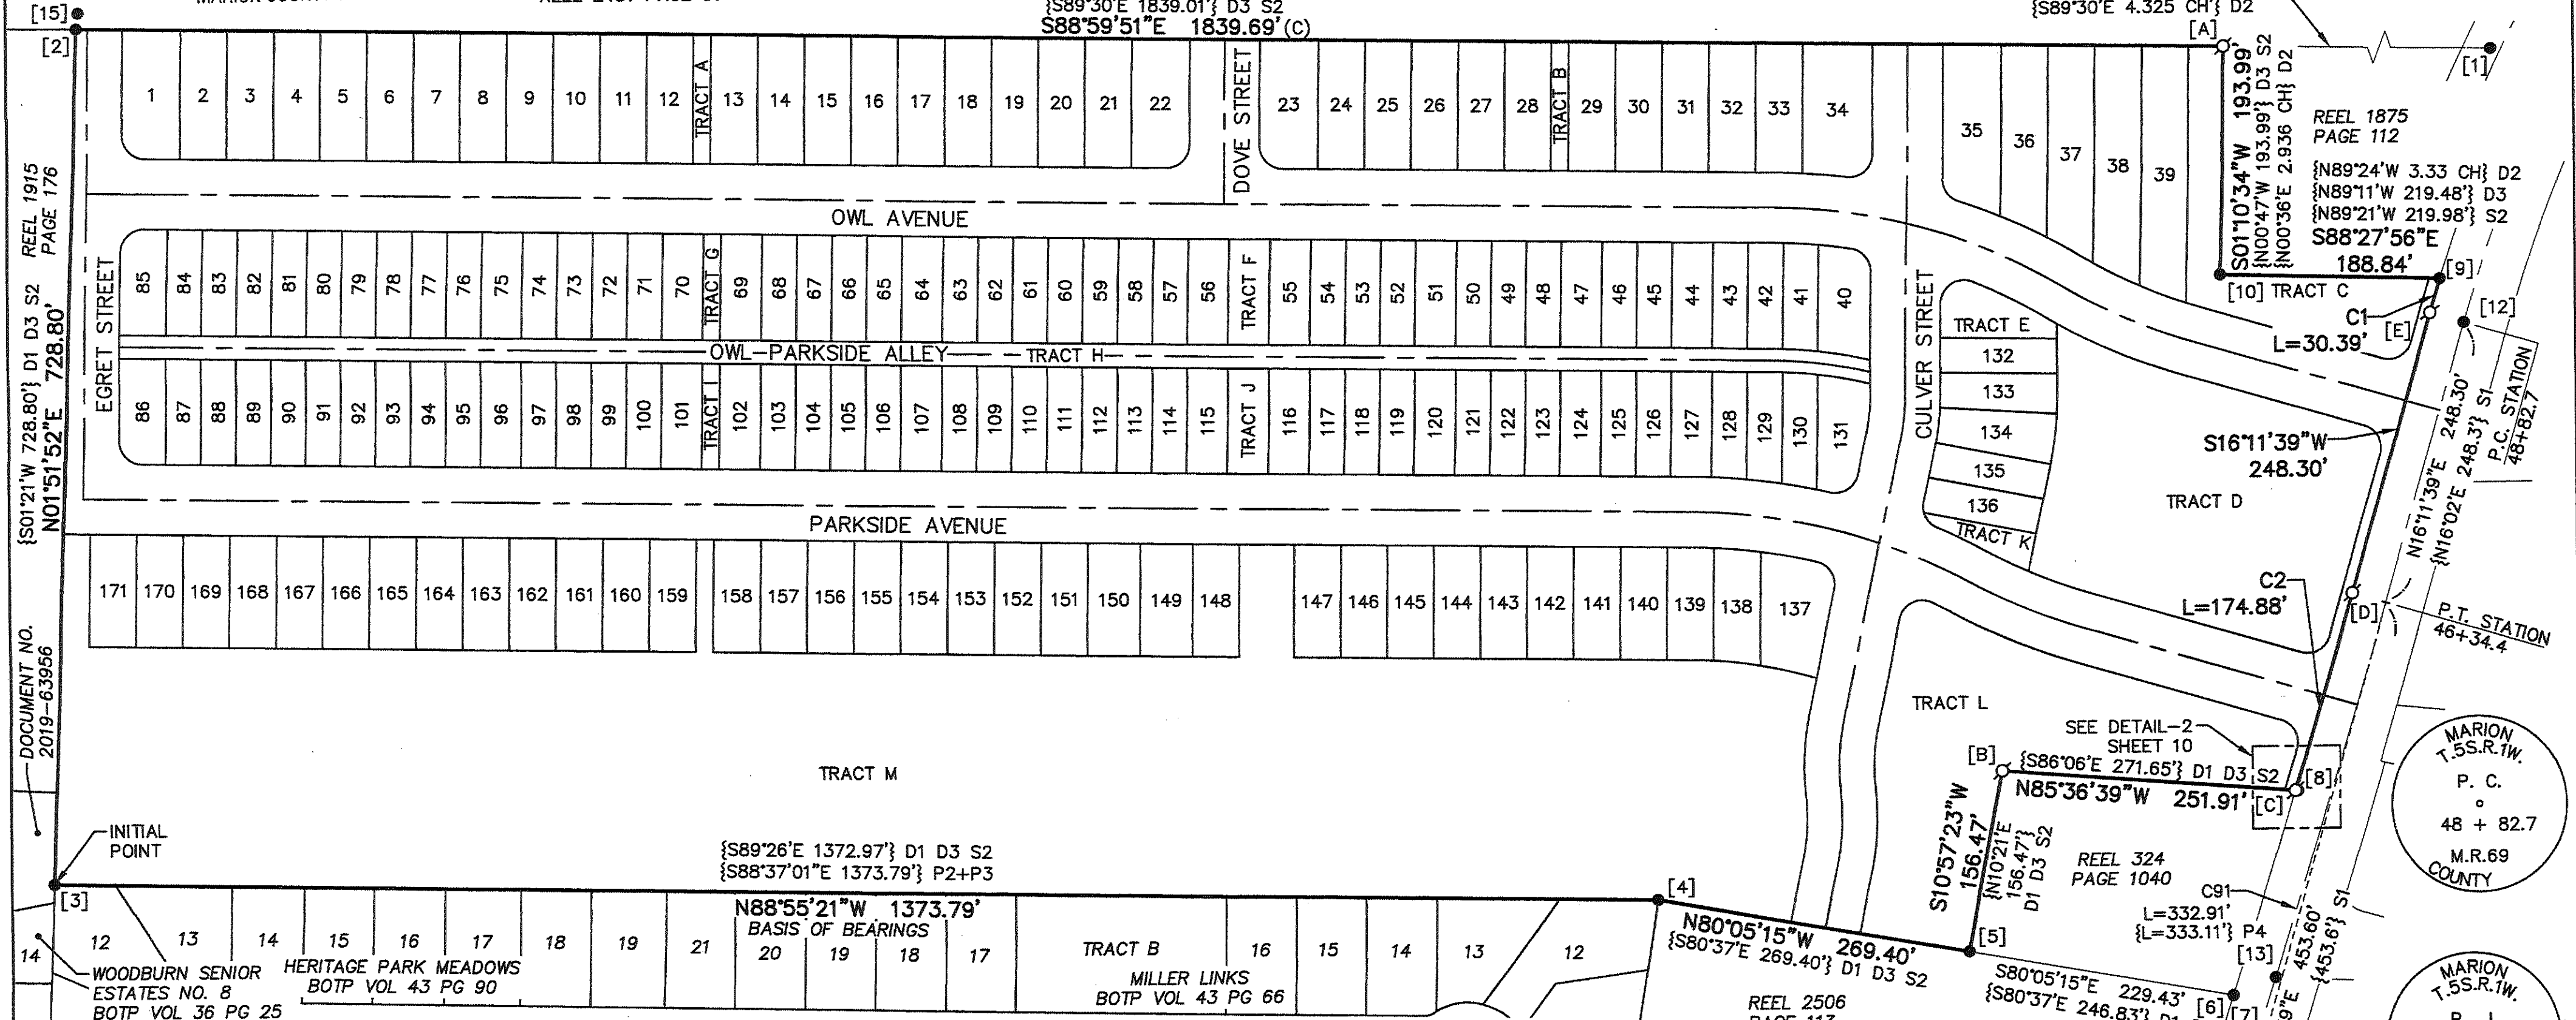 [15]
{S89°30'E 1839.01'} D3 S2
S88°59'51"E 1839.69' (C)
{S89°30'E 4.325 CH'} D2
[2]
[A]
[1]
1 2 3 4 5 6 7 8 9 10 11 12 TRACT A 13 14 15 16 17 18 19 20 21 22
DOVE STREET
23 24 25 26 27 28 TRACT B 29 30 31 32 33 34
35 36 37 38 39
S01°10'34"W 193.99'
{N00°47'W 193.99'} D3 S2
{N00°36'E 2.936 CH} D2
REEL 1875
PAGE 112
{N89°24'W 3.33 CH} D2
{N89°11'W 219.48'} D3
{N89°21'W 219.98'} S2
S88°27'56"E
188.84'
[9]
[10] TRACT C
[12]
C1
[E]
L=30.39'
REEL 1915
PAGE 176
{S01°21'W 728.80'} D1 D3 S2
N01°51'52"E 728.80'
OWL AVENUE
EGRET STREET
85 84 83 82 81 80 79 78 77 76 75 74 73 72 71 70 TRACT G 69 68 67 66 65 64 63 62 61 60 59 58 57 56 TRACT F 55 54 53 52 51 50 49 48 47 46 45 44 43 42 41 40
CULVER STREET
TRACT E
132
133
134
135
136
TRACT K
OWL-PARKSIDE ALLEY TRACT H
86 87 88 89 90 91 92 93 94 95 96 97 98 99 100 101 TRACT I 102 103 104 105 106 107 108 109 110 111 112 113 114 115 TRACT J 116 117 118 119 120 121 122 123 124 125 126 127 128 129 130 131
S16°11'39"W
248.30'
TRACT D
N16°11'39"E 248.30'
{N16°02'E 248.3'} S1
P.C. STATION
48+82.7
PARKSIDE AVENUE
171 170 169 168 167 166 165 164 163 162 161 160 159 158 157 156 155 154 153 152 151 150 149 148 147 146 145 144 143 142 141 140 139 138 137
C2
L=174.88'
[D]
P.T. STATION
46+34.4
DOCUMENT NO.
2019-63956
TRACT L
SEE DETAIL-2
SHEET 10
[B]
{S86°06'E 271.65'} D1 D3 S2
[8]
N85°36'39"W 251.91'
[C]
TRACT M
MARION
T.5S.R.1W.
P. C.
48 + 82.7
M.R.69
COUNTY
INITIAL
POINT
{S89°26'E 1372.97'} D1 D3 S2
{S88°37'01"E 1373.79'} P2+P3
S10°57'23"W
156.47'
{N10°21'E
156.47'}
D1 D3 S2
REEL 324
PAGE 1040
C91
L=332.91'
{L=333.11'} P4
[3]
[4]
N88°55'21"W 1373.79'
BASIS OF BEARINGS
N80°05'15"W 269.40'
{S80°37'E 269.40'} D1 D3 S2
[5]
[13]
453.60'
{453.6'} S1
14
12 13 14 15 16 17 18 19 21 20 19 18 17 TRACT B 16 15 14 13 12
WOODBURN SENIOR
ESTATES NO. 8
BOTP VOL 36 PG 25
HERITAGE PARK MEADOWS
BOTP VOL 43 PG 90
MILLER LINKS
BOTP VOL 43 PG 66
REEL 2506
S80°05'15"E 229.43'
{S80°37'E 246.83'}
[6]
[7]
MARION
T.5S.R.1W.